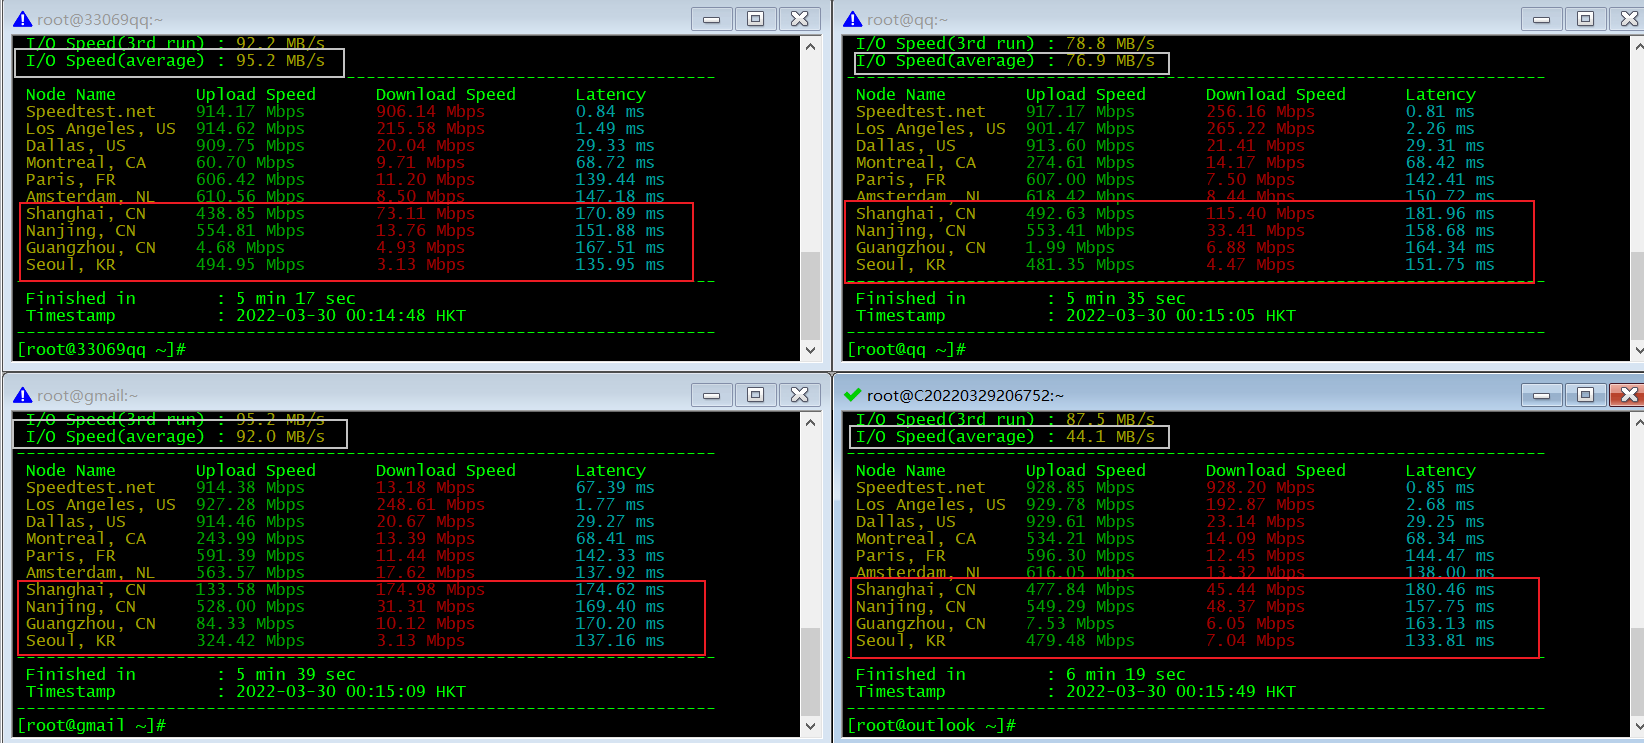 root@33069qq:~
I/O Speed(3rd run) : 92.2 MB/s
I/O Speed(average) : 95.2 MB/s
Node Name Upload Speed Download Speed Latency
Speedtest.net 914.17 Mbps 906.14 Mbps 0.84 ms
Los Angeles, US 914.62 Mbps 215.58 Mbps 1.49 ms
Dallas, US 909.75 Mbps 20.04 Mbps 29.33 ms
Montreal, CA 60.70 Mbps 9.71 Mbps 68.72 ms
Paris, FR 606.42 Mbps 11.20 Mbps 139.44 ms
Amsterdam, NL 610.56 Mbps 8.50 Mbps 147.18 ms
Shanghai, CN 438.85 Mbps 73.11 Mbps 170.89 ms
Nanjing, CN 554.81 Mbps 13.76 Mbps 151.88 ms
Guangzhou, CN 4.68 Mbps 4.93 Mbps 167.51 ms
Seoul, KR 494.95 Mbps 3.13 Mbps 135.95 ms
Finished in : 5 min 17 sec
Timestamp : 2022-03-30 00:14:48 HKT
[root@33069qq ~]#
root@qq:~
I/O Speed(3rd run) : 78.8 MB/s
I/O Speed(average) : 76.9 MB/s
Node Name Upload Speed Download Speed Latency
Speedtest.net 917.17 Mbps 256.16 Mbps 0.81 ms
Los Angeles, US 901.47 Mbps 265.22 Mbps 2.26 ms
Dallas, US 913.60 Mbps 21.41 Mbps 29.31 ms
Montreal, CA 274.61 Mbps 14.17 Mbps 68.42 ms
Paris, FR 607.00 Mbps 7.50 Mbps 142.41 ms
Amsterdam, NL 618.42 Mbps 8.44 Mbps 150.72 ms
Shanghai, CN 492.63 Mbps 115.40 Mbps 181.96 ms
Nanjing, CN 553.41 Mbps 33.41 Mbps 158.68 ms
Guangzhou, CN 1.99 Mbps 6.88 Mbps 164.34 ms
Seoul, KR 481.35 Mbps 4.47 Mbps 151.75 ms
Finished in : 5 min 35 sec
Timestamp : 2022-03-30 00:15:05 HKT
[root@qq ~]#
root@gmail:~
I/O Speed(3rd run) : 95.2 MB/s
I/O Speed(average) : 92.0 MB/s
Node Name Upload Speed Download Speed Latency
Speedtest.net 914.38 Mbps 13.18 Mbps 67.39 ms
Los Angeles, US 927.28 Mbps 248.61 Mbps 1.77 ms
Dallas, US 914.46 Mbps 20.67 Mbps 29.27 ms
Montreal, CA 243.99 Mbps 13.39 Mbps 68.41 ms
Paris, FR 591.39 Mbps 11.44 Mbps 142.33 ms
Amsterdam, NL 563.57 Mbps 17.62 Mbps 137.92 ms
Shanghai, CN 133.58 Mbps 174.98 Mbps 174.62 ms
Nanjing, CN 528.00 Mbps 31.31 Mbps 169.40 ms
Guangzhou, CN 84.33 Mbps 10.12 Mbps 170.20 ms
Seoul, KR 324.42 Mbps 3.13 Mbps 137.16 ms
Finished in : 5 min 39 sec
Timestamp : 2022-03-30 00:15:09 HKT
[root@gmail ~]#
root@C20220329206752:~
I/O Speed(3rd run) : 87.5 MB/s
I/O Speed(average) : 44.1 MB/s
Node Name Upload Speed Download Speed Latency
Speedtest.net 928.85 Mbps 928.20 Mbps 0.85 ms
Los Angeles, US 929.78 Mbps 192.87 Mbps 2.68 ms
Dallas, US 929.61 Mbps 23.14 Mbps 29.25 ms
Montreal, CA 534.21 Mbps 14.09 Mbps 68.34 ms
Paris, FR 596.30 Mbps 12.45 Mbps 144.47 ms
Amsterdam, NL 616.05 Mbps 13.32 Mbps 138.00 ms
Shanghai, CN 477.84 Mbps 45.44 Mbps 180.46 ms
Nanjing, CN 549.29 Mbps 48.37 Mbps 157.75 ms
Guangzhou, CN 7.53 Mbps 6.05 Mbps 163.13 ms
Seoul, KR 479.48 Mbps 7.04 Mbps 133.81 ms
Finished in : 6 min 19 sec
Timestamp : 2022-03-30 00:15:49 HKT
[root@outlook ~]#